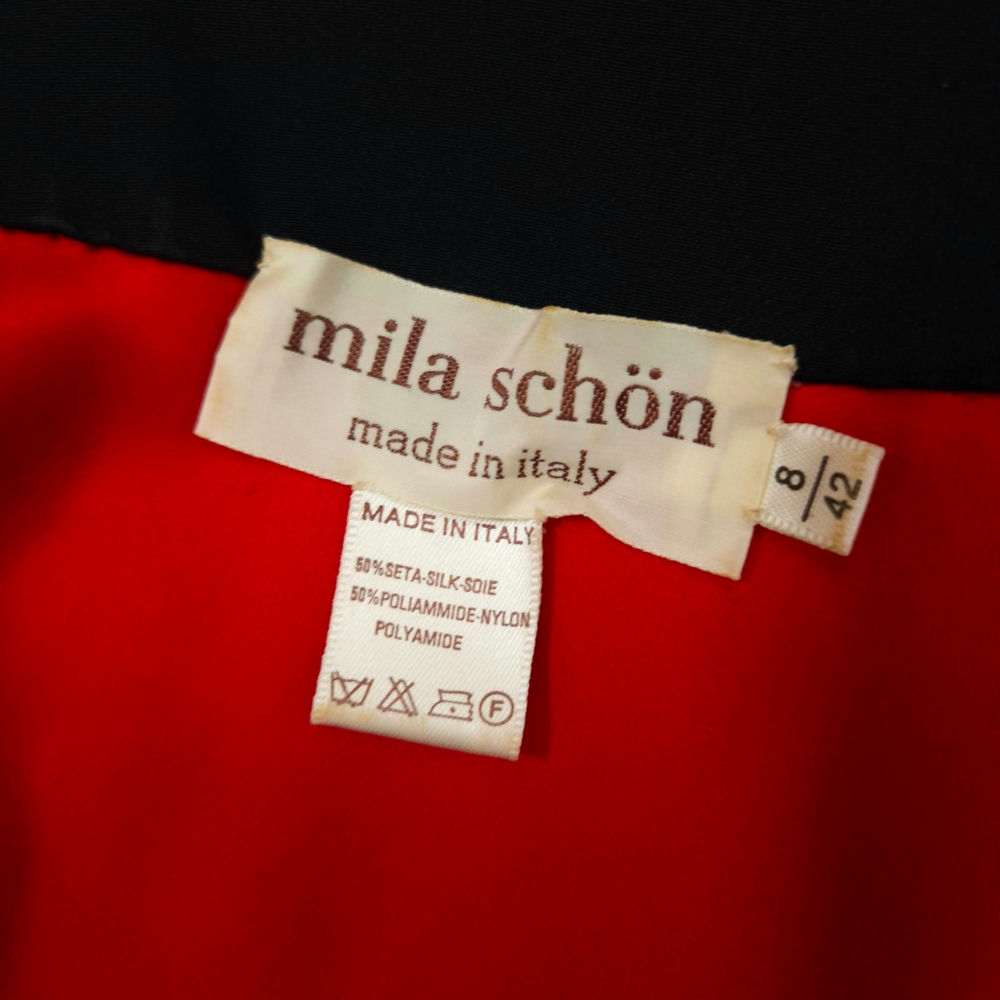 mila schön
made in italy
8/42
MADE IN ITALY
50%SETA-SILK-SOIE
50%POLIAMMIDE-NYLON
POLYAMIDE
F